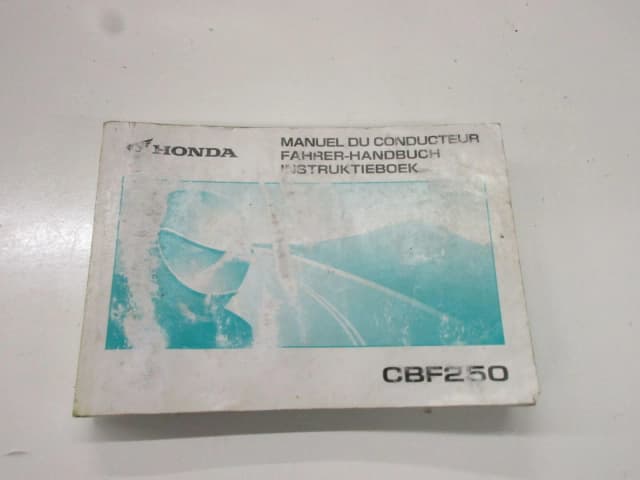 HONDA
MANUEL DU CONDUCTEUR
FAHRER-HANDBUCH
INSTRUKTIEBOEK
CBF250